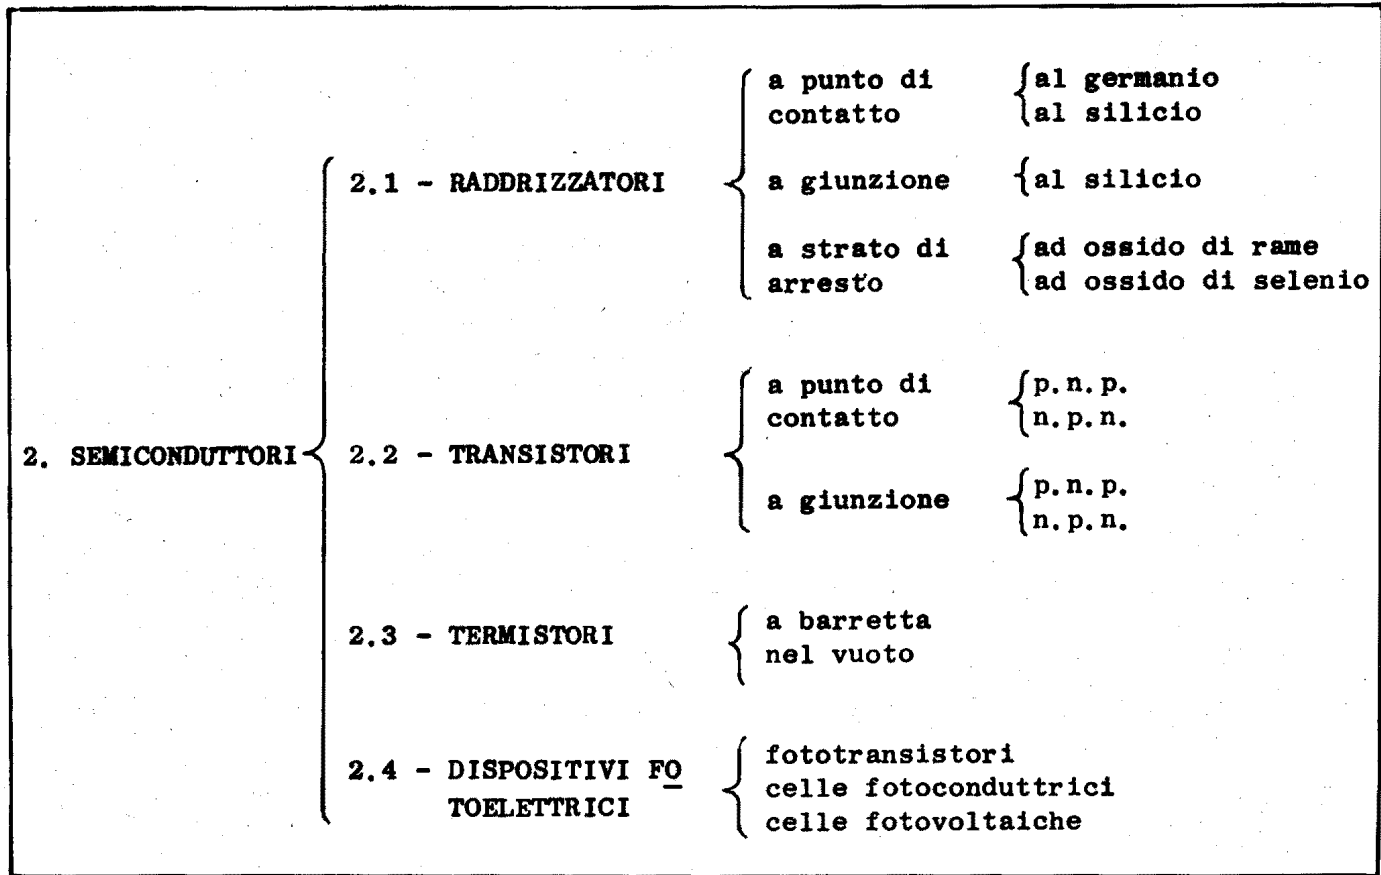 a punto di
contatto
al germanio
al silicio
2.1 - RADDRIZZATORI
a giunzione
al silicio
a strato di
arresto
ad ossido di rame
ad ossido di selenio
2. SEMICONDUTTORI
2.2 - TRANSISTORI
a punto di
contatto
p.n.p.
n.p.n.
a giunzione
p.n.p.
n.p.n.
2.3 - TERMISTORI
a barretta
nel vuoto
2.4 - DISPOSITIVI FO
TOELETTRICI
fototransistori
celle fotoconduttrici
celle fotovoltaiche